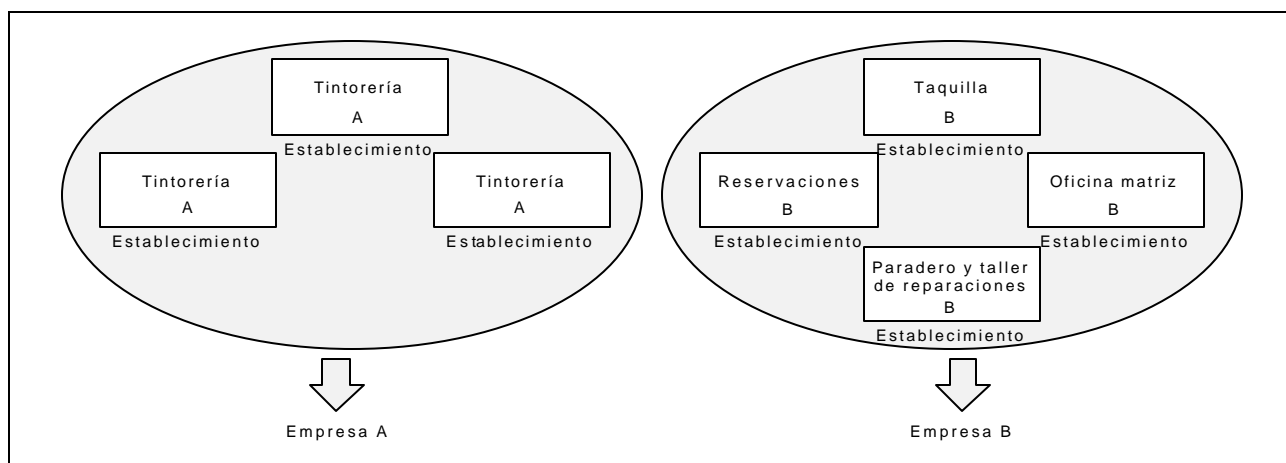 Tintorería
A
Establecimiento
Tintorería
A
Establecimiento
Tintorería
A
Establecimiento
Empresa A
Taquilla
B
Establecimiento
Reservaciones
B
Establecimiento
Oficina matriz
B
Establecimiento
Paradero y taller
de reparaciones
B
Establecimiento
Empresa B